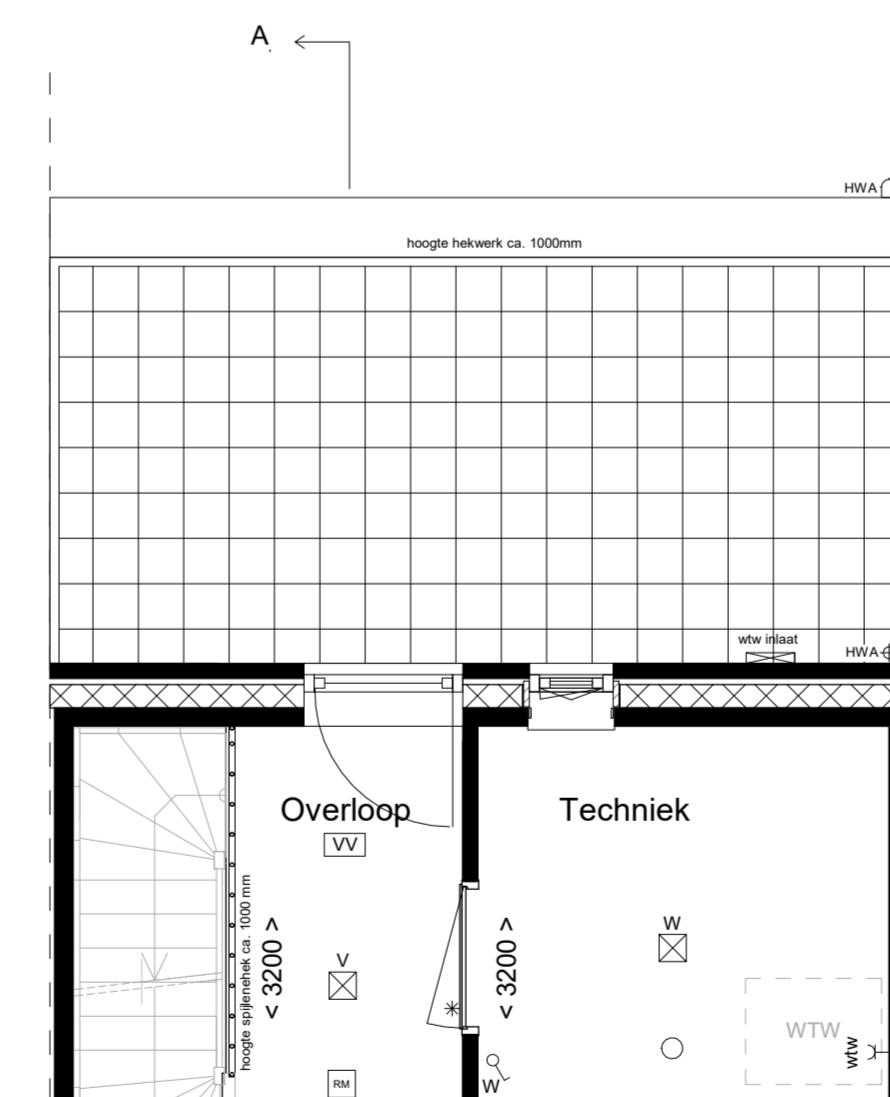 A
HWA
hoogte hekwerk ca. 1000mm
wtw inlaat
HWA
Overloop
Techniek
VV
hoogte spijlenehek ca. 1000 mm
< 3200 >
< 3200 >
W
V
WTW
wtw
RM
W